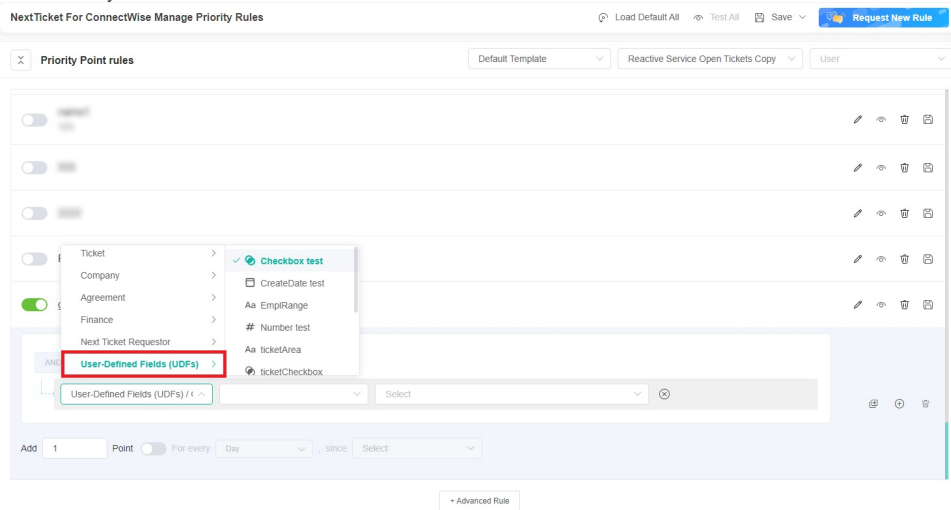 NextTicket For ConnectWise Manage Priority Rules
Load Default All
Test All
Save
Request New Rule
Priority Point rules
Default Template
Reactive Service Open Tickets Copy
User
Ticket
Company
Agreement
Finance
Next Ticket Requestor
User-Defined Fields (UDFs)
Checkbox test
CreateDate test
Aa EmplRange
# Number test
Aa ticketArea
ticketCheckbox
AND
User-Defined Fields (UDFs) / (
Select
Add 1 Point For every Day , since Select
+ Advanced Rule